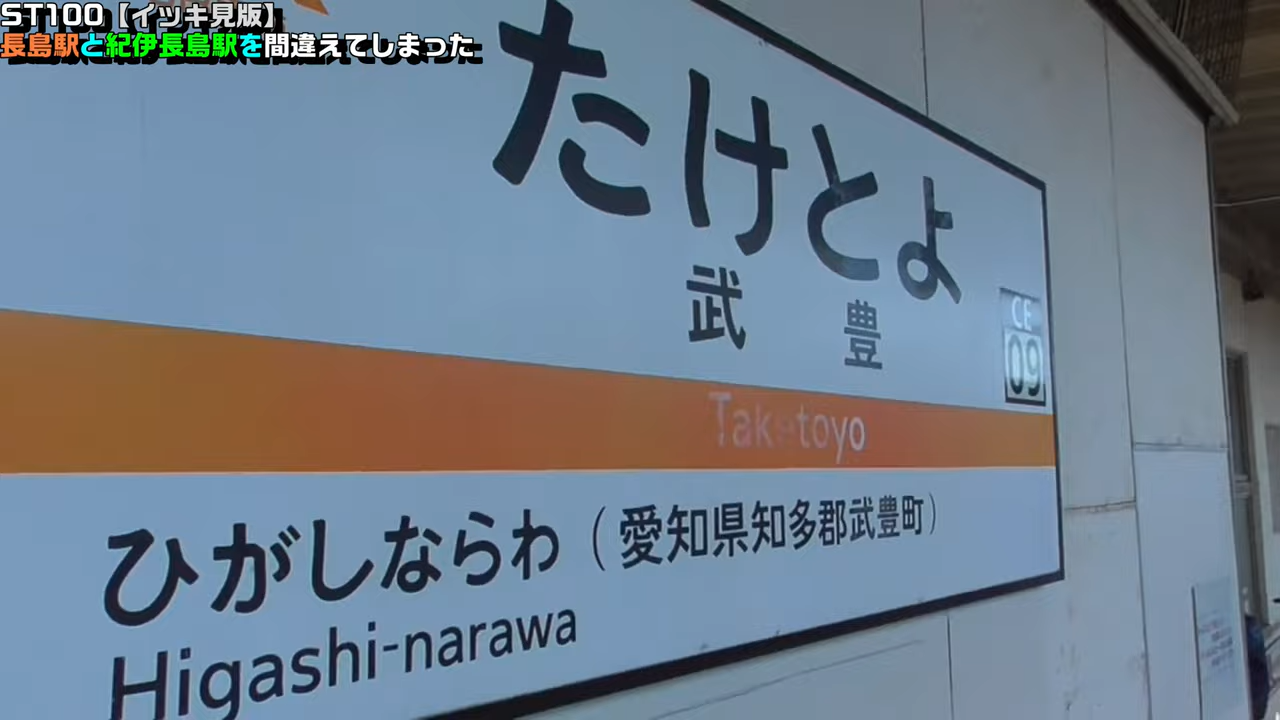 ST100【イッキ見版】
長島駅と紀伊長島駅を間違えてしまった
たけとよ
武豊
CE
09
Taketoyo
ひがしならわ（愛知県知多郡武豊町）
Higashi-narawa